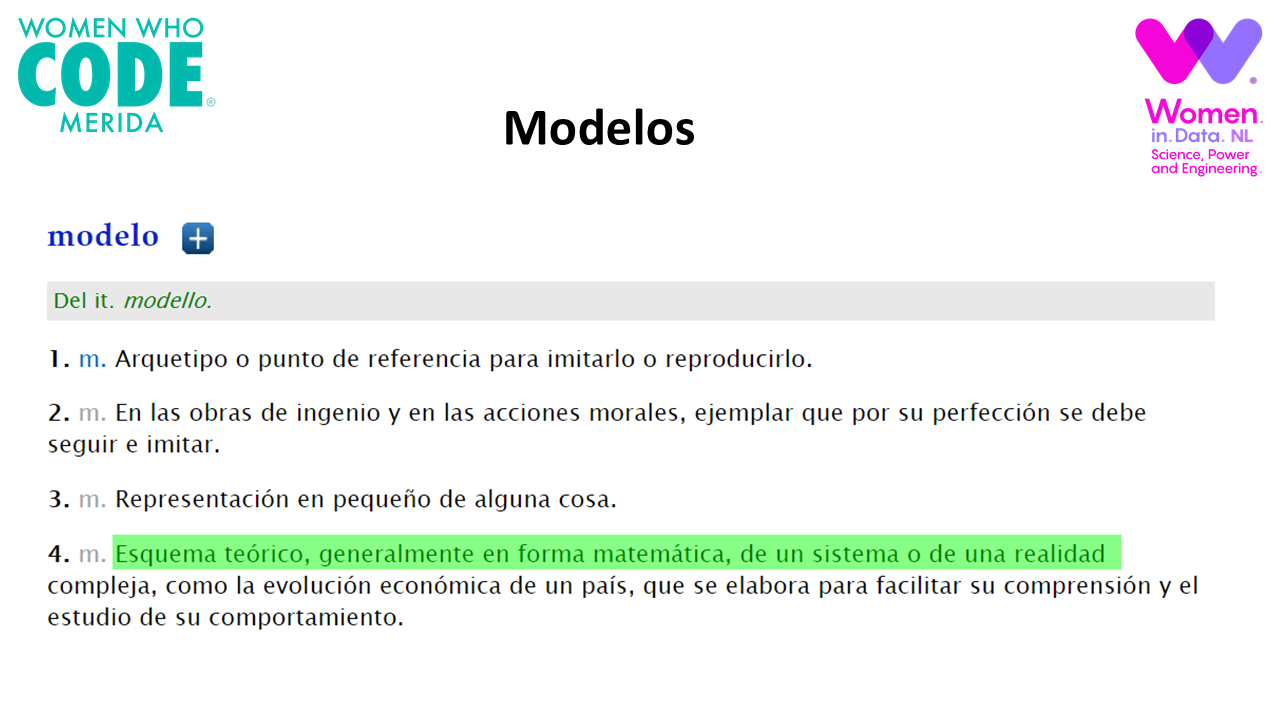 WOMEN WHO
CODE®
MERIDA
Women.
in.Data. NL
Science, Power
and Engineering.
Modelos
modelo +
Del it. modello.
1. m. Arquetipo o punto de referencia para imitarlo o reproducirlo.
2. m. En las obras de ingenio y en las acciones morales, ejemplar que por su perfección se debe
seguir e imitar.
3. m. Representación en pequeño de alguna cosa.
4. m. Esquema teórico, generalmente en forma matemática, de un sistema o de una realidad
compleja, como la evolución económica de un país, que se elabora para facilitar su comprensión y el
estudio de su comportamiento.